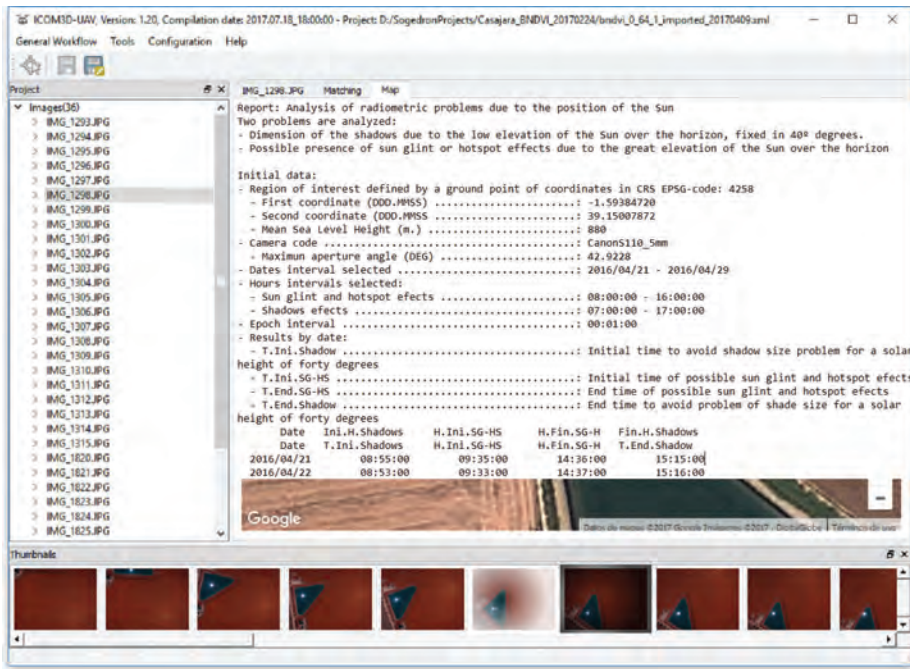 ICOM3D-UAV, Version: 1.20, Compilation date: 2017.07.18_18:00:00 - Project: D:/SogedronProjects/Casajara_BNDVI_20170224/bndvi_0_64_1_imported_20170409.xml
General Workflow Tools Configuration Help
Project
IMG_1298.JPG Matching Map
Images(36)
IMG_1293.JPG
IMG_1294.JPG
IMG_1295.JPG
IMG_1296.JPG
IMG_1297.JPG
IMG_1298.JPG
IMG_1299.JPG
IMG_1300.JPG
IMG_1301.JPG
IMG_1302.JPG
IMG_1303.JPG
IMG_1304.JPG
IMG_1305.JPG
IMG_1306.JPG
IMG_1307.JPG
IMG_1308.JPG
IMG_1309.JPG
IMG_1310.JPG
IMG_1311.JPG
IMG_1312.JPG
IMG_1313.JPG
IMG_1314.JPG
IMG_1315.JPG
IMG_1820.JPG
IMG_1821.JPG
IMG_1822.JPG
IMG_1823.JPG
IMG_1824.JPG
IMG_1825.JPG
Report: Analysis of radiometric problems due to the position of the Sun
Two problems are analyzed:
- Dimension of the shadows due to the low elevation of the Sun over the horizon, fixed in 40º degrees.
- Possible presence of sun glint or hotspot effects due to the great elevation of the Sun over the horizon
Initial data:
- Region of interest defined by a ground point of coordinates in CRS EPSG-code: 4258
- First coordinate (DDD.MMSS) .......................: -1.59384720
- Second coordinate (DDD.MMSS .......................: 39.15007872
- Mean Sea Level Height (m.) ........................: 880
- Camera code .........................................: CanonS110_5mm
- Maximun aperture angle (DEG) ......................: 42.9228
- Dates interval selected .............................: 2016/04/21 - 2016/04/29
- Hours intervals selected:
- Sun glint and hotspot efects ......................: 08:00:00 - 16:00:00
- Shadows effects ...................................: 07:00:00 - 17:00:00
- Epoch interval ......................................: 00:01:00
- Results by date:
- T.Ini.Shadow ......................................: Initial time to avoid shadow size problem for a solar
height of forty degrees
- T.Ini.SG-HS .......................................: Initial time of possible sun glint and hotspot efects
- T.End.SG-HS .......................................: End time of possible sun glint and hotspot efects
- T.End.Shadow ......................................: End time to avoid problem of shade size for a solar
height of forty degrees
Date Ini.H.Shadows H.Ini.SG-HS H.Fin.SG-H Fin.H.Shadows
Date T.Ini.Shadows H.Ini.SG-HS H.Fin.SG-H T.End.Shadow
2016/04/21 08:55:00 09:35:00 14:36:00 15:15:00
2016/04/22 08:53:00 09:33:00 14:37:00 15:16:00
Google
Datos de mapas ©2017 Google Imágenes ©2017 , DigitalGlobe Términos de uso
Thumbnails